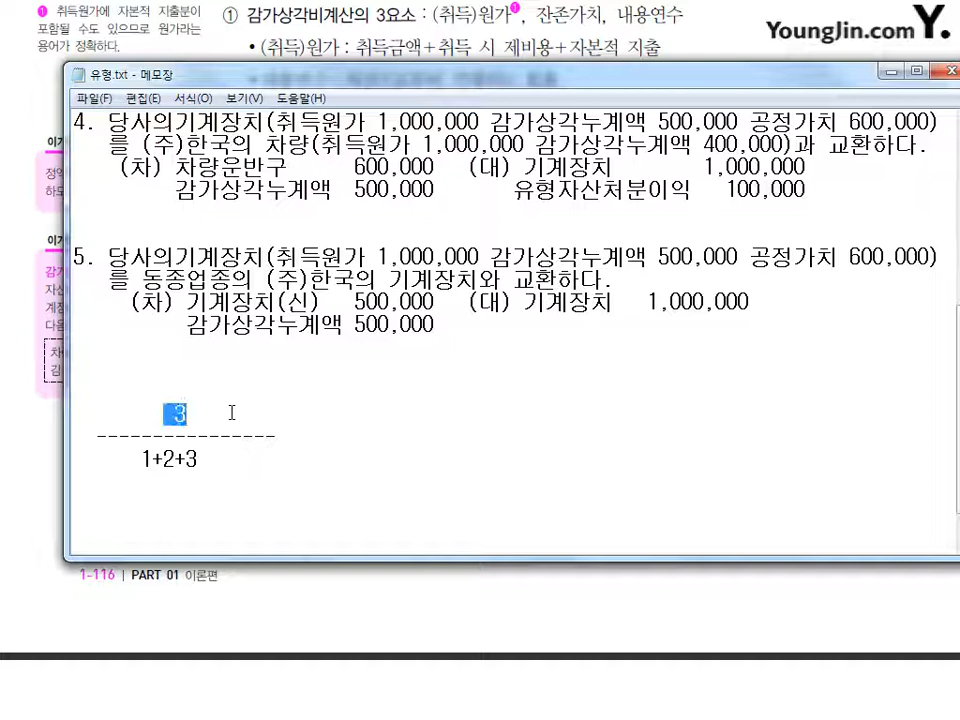 ❶ 취득원가에 자본적 지출분이
포함될 수도 있으므로 원가라는
용어가 정확하다.
① 감가상각비계산의 3요소 : (취득)원가❶, 잔존가치, 내용연수
• (취득)원가 : 취득금액+취득 시 제비용+자본적 지출
YoungJin.com Y.
유형.txt - 메모장
파일(F) 편집(E) 서식(O) 보기(V) 도움말(H)
4. 당사의기계장치(취득원가 1,000,000 감가상각누계액 500,000 공정가치 600,000)
를 (주)한국의 차량(취득원가 1,000,000 감가상각누계액 400,000)과 교환하다.
(차) 차량운반구 600,000 (대) 기계장치 1,000,000
감가상각누계액 500,000 유형자산처분이익 100,000
5. 당사의기계장치(취득원가 1,000,000 감가상각누계액 500,000 공정가치 600,000)
를 동종업종의 (주)한국의 기계장치와 교환하다.
(차) 기계장치(신) 500,000 (대) 기계장치 1,000,000
감가상각누계액 500,000
3
----------------
1+2+3
1-116 | PART 01 이론편